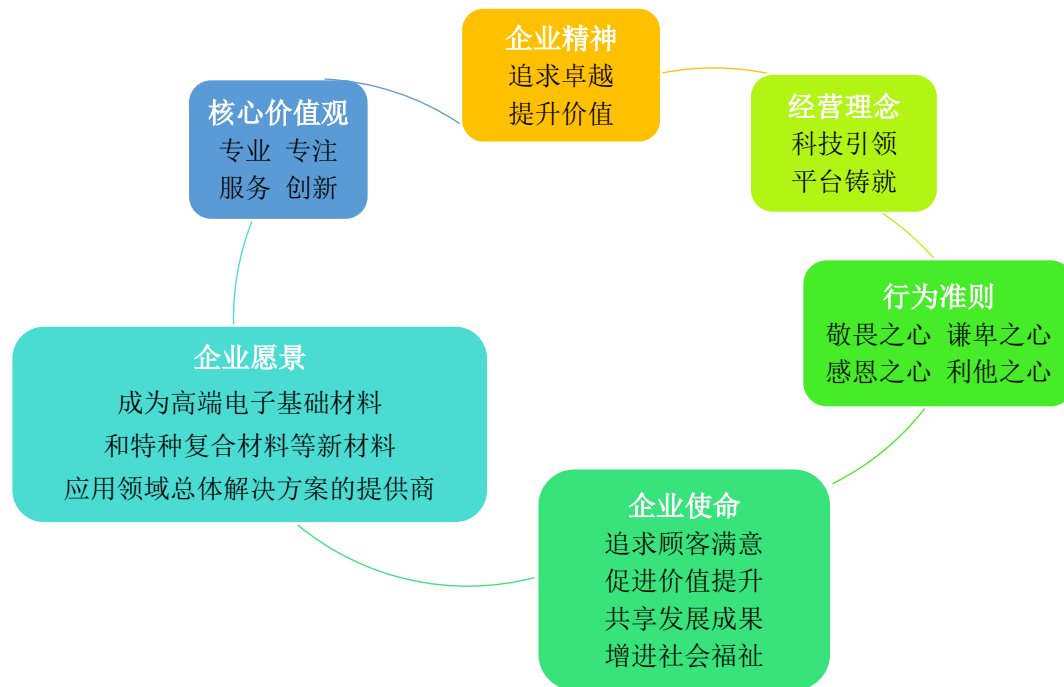 企业精神
追求卓越
提升价值
经营理念
科技引领
平台铸就
行为准则
敬畏之心 谦卑之心
感恩之心 利他之心
企业使命
追求顾客满意
促进价值提升
共享发展成果
增进社会福祉
企业愿景
成为高端电子基础材料
和特种复合材料等新材料
应用领域总体解决方案的提供商
核心价值观
专业 专注
服务 创新